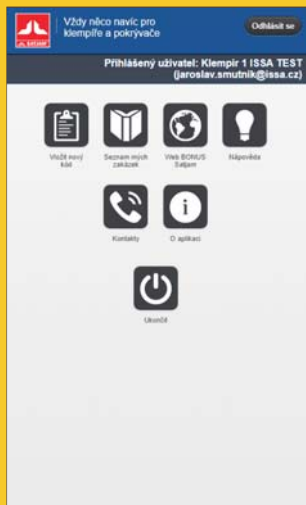 Vždy něco navíc pro
klempíře a pokrývače
Odhlásit se
SATJAM
Přihlášený uživatel: Klempir 1 ISSA TEST
(jaroslav.smutnik@issa.cz)
Vložit nový
kód
Seznam mých
zakázek
Web BONUS
Satjam
Nápověda
Kontakty
O aplikaci
Ukončit